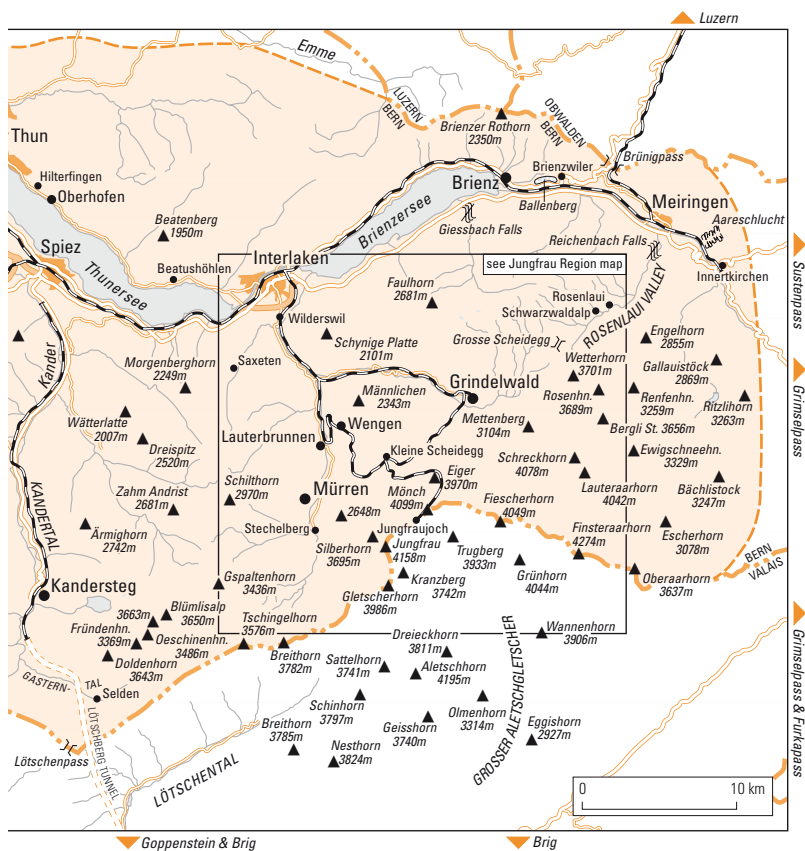 Luzern
Emme
LUZERN
BERN
OBWALDEN
BERN
Brienzer Rothorn
2350m
Brünigpass
Thun
Hilterfingen
Oberhofen
Brienz
Brienzwiler
Ballenberg
Meiringen
Aareschlucht
Beatenberg
1950m
Brienzersee
Giessbach Falls
Reichenbach Falls
Spiez
Interlaken
Innertkirchen
Sustenpass
Thunersee
Beatushöhlen
see Jungfrau Region map
Faulhorn
2681m
Rosenlaui
Schwarzwaldalp
ROSENLAUI VALLEY
Wilderswil
Schynige Platte
2101m
Grosse Scheidegg
Engelhorn
2855m
Kander
Saxeten
Morgenberghorn
2249m
Männlichen
2343m
Grindelwald
Wetterhorn
3701m
Gallauistöck
2869m
Grimselpass
Rosenhn.
3689m
Renfenhn.
3259m
Ritzlihorn
3263m
Wätterlatte
2007m
Dreispitz
2520m
Wengen
Mettenberg
3104m
Bergli St. 3656m
Lauterbrunnen
Kleine Scheidegg
Schreckhorn
4078m
Ewigschneehn.
3329m
Eiger
3970m
Lauteraarhorn
4042m
Bächlistock
3247m
Schilthorn
2970m
Zahm Andrist
2681m
Mürren
Mönch
4099m
2648m
Fiescherhorn
4049m
KANDERTAL
Ärmighorn
2742m
Stechelberg
Jungfraujoch
Silberhorn
3695m
Jungfrau
4158m
Trugberg
3933m
Finsteraarhorn
4274m
Escherhorn
3078m
BERN
VALAIS
Kandersteg
Gspaltenhorn
3436m
Kranzberg
3742m
Gletscherhorn
3986m
Grünhorn
4044m
Oberaarhorn
3637m
Blümlisalp
3650m
3663m
Fründenhn.
3369m
Oeschinenhn.
3486m
Tschingelhorn
3576m
Doldenhorn
3643m
Breithorn
3782m
Dreieckhorn
3811m
Wannenhorn
3906m
Grimselpass & Furkapass
Sattelhorn
3741m
Aletschhorn
4195m
GASTERN-TAL
Selden
Schinhorn
3797m
Olmenhorn
3314m
Geisshorn
3740m
GROSSER ALETSCHGLETSCHER
Eggishorn
2927m
Lötschenpass
LÖTSCHBERG TUNNEL
Breithorn
3785m
Nesthorn
3824m
LÖTSCHENTAL
0 10 km
Goppenstein & Brig
Brig